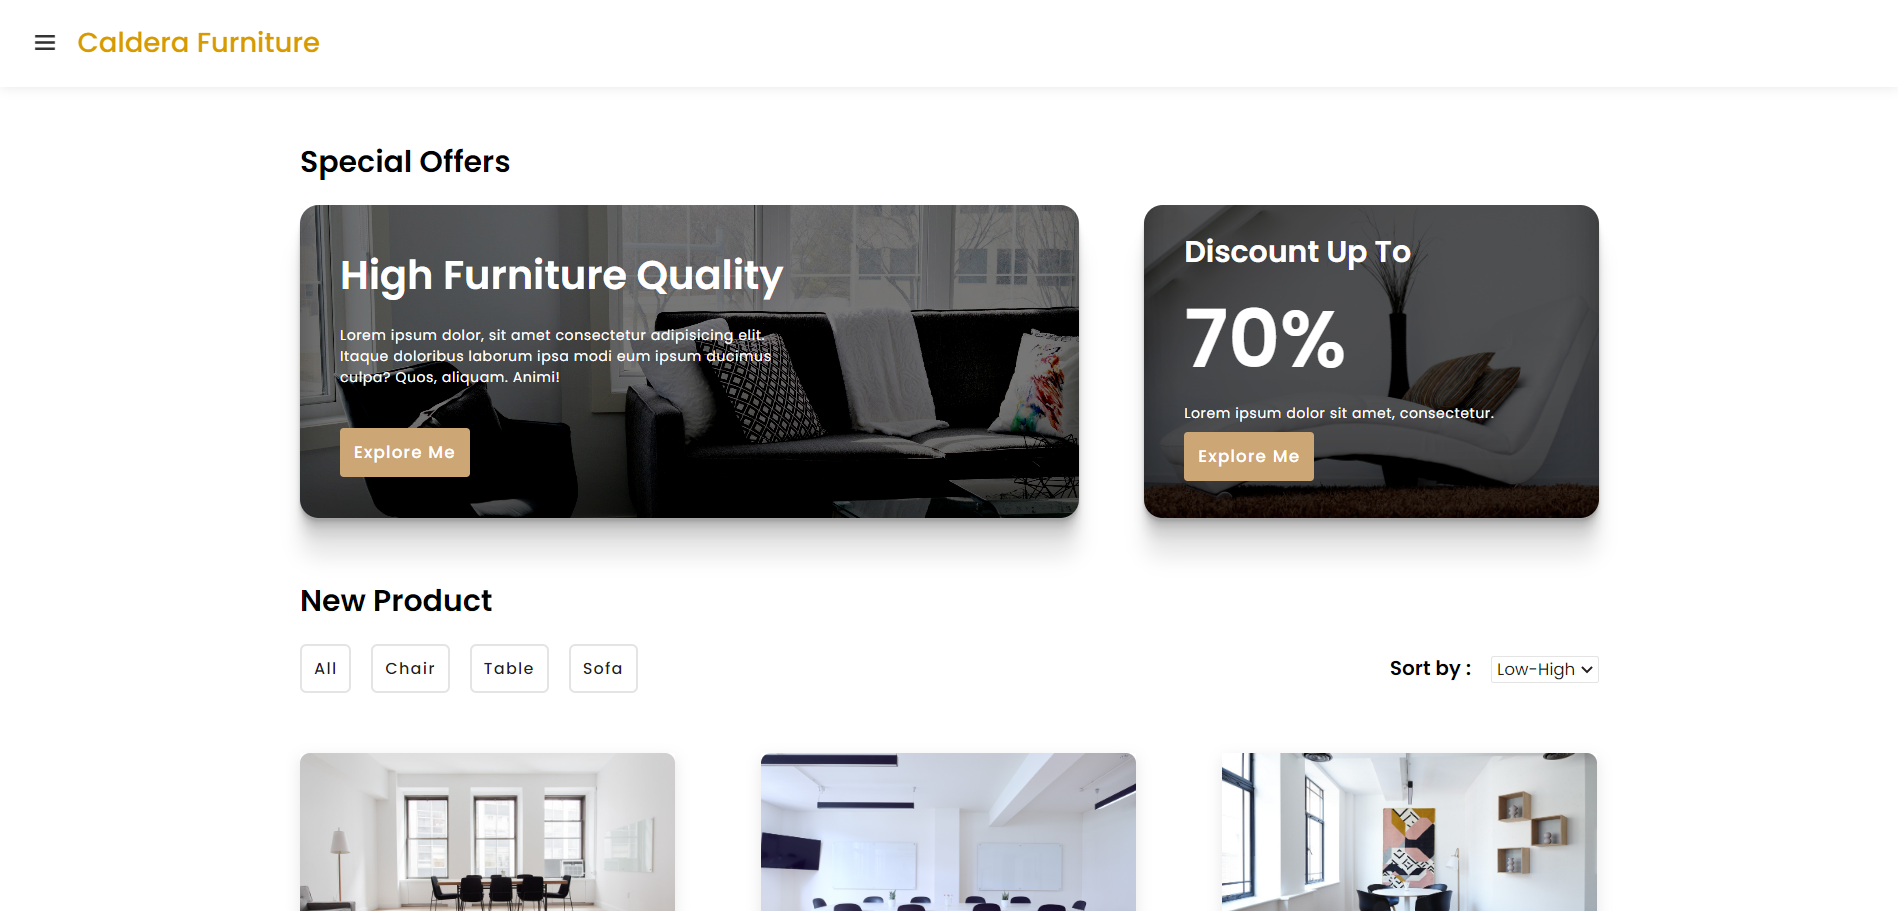 Caldera Furniture
Special Offers
High Furniture Quality
Lorem ipsum dolor, sit amet consectetur adipisicing elit.
Itaque doloribus laborum ipsa modi eum ipsum ducimus
culpa? Quos, aliquam. Animi!
Explore Me
Discount Up To
70%
Lorem ipsum dolor sit amet, consectetur.
Explore Me
New Product
All Chair Table Sofa
Sort by : Low-High